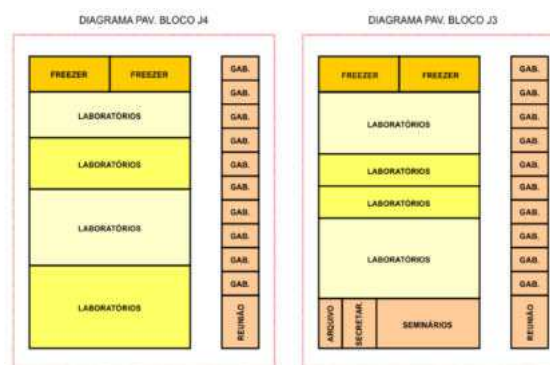 DIAGRAMA PAV. BLOCO J4
FREEZER
FREEZER
LABORATÓRIOS
LABORATÓRIOS
LABORATÓRIOS
LABORATÓRIOS
GAB.
GAB.
GAB.
GAB.
GAB.
GAB.
GAB.
GAB.
GAB.
GAB.
REUNIÃO
DIAGRAMA PAV. BLOCO J3
FREEZER
FREEZER
LABORATÓRIOS
LABORATÓRIOS
LABORATÓRIOS
LABORATÓRIOS
ARQUIVO
SECRETAR.
SEMINÁRIOS
GAB.
GAB.
GAB.
GAB.
GAB.
GAB.
GAB.
GAB.
GAB.
GAB.
REUNIÃO